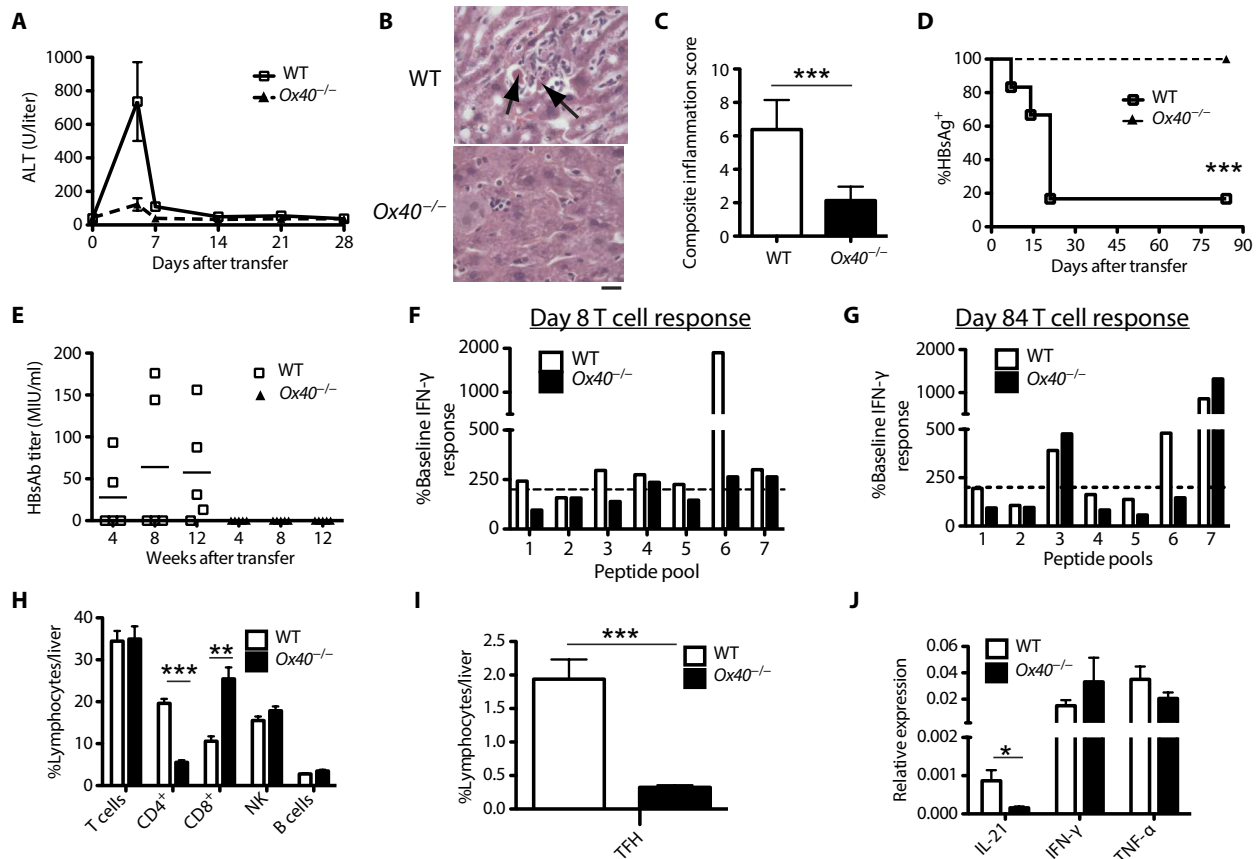 A
ALT (U/liter)
1000
800
600
400
200
0
0 7 14 21 28
Days after transfer
WT
Ox40−/−
B
WT
Ox40−/−
C
Composite inflammation score
10
8
6
4
2
0
***
WT Ox40−/−
D
%HBsAg+
100
80
60
40
20
0
0 15 30 45 60 75 90
Days after transfer
WT
Ox40−/−
***
E
HBsAb titer (MIU/ml)
200
150
100
50
0
4 8 12 4 8 12
Weeks after transfer
WT
Ox40−/−
F
Day 8 T cell response
%Baseline IFN-γ
response
2000
1000
500
250
0
1 2 3 4 5 6 7
Peptide pool
WT
Ox40−/−
G
Day 84 T cell response
%Baseline IFN-γ
response
2000
1000
500
200
0
1 2 3 4 5 6 7
Peptide pools
WT
Ox40−/−
H
%Lymphocytes/liver
40
30
20
10
0
*** **
T cells CD4+ CD8+ NK B cells
WT
Ox40−/−
I
%Lymphocytes/liver
2.5
2.0
1.5
1.0
0.5
0.0
***
TFH
WT
Ox40−/−
J
Relative expression
0.06
0.04
0.02
0.002
0.001
0.000
*
IL-21 IFN-γ TNF-α
WT
Ox40−/−